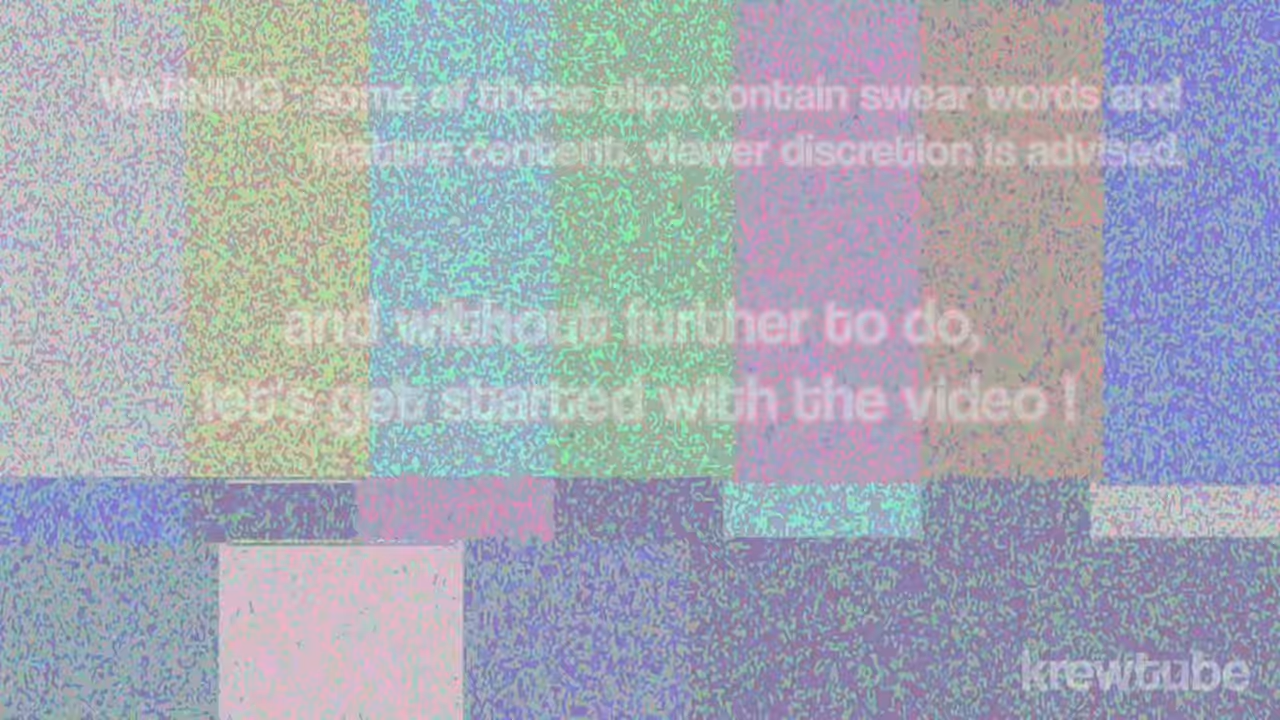 WARNING - some of these clips contain swear words and
mature content. viewer discretion is advised.
and without further to do,
let's get started with the video !
krewtube